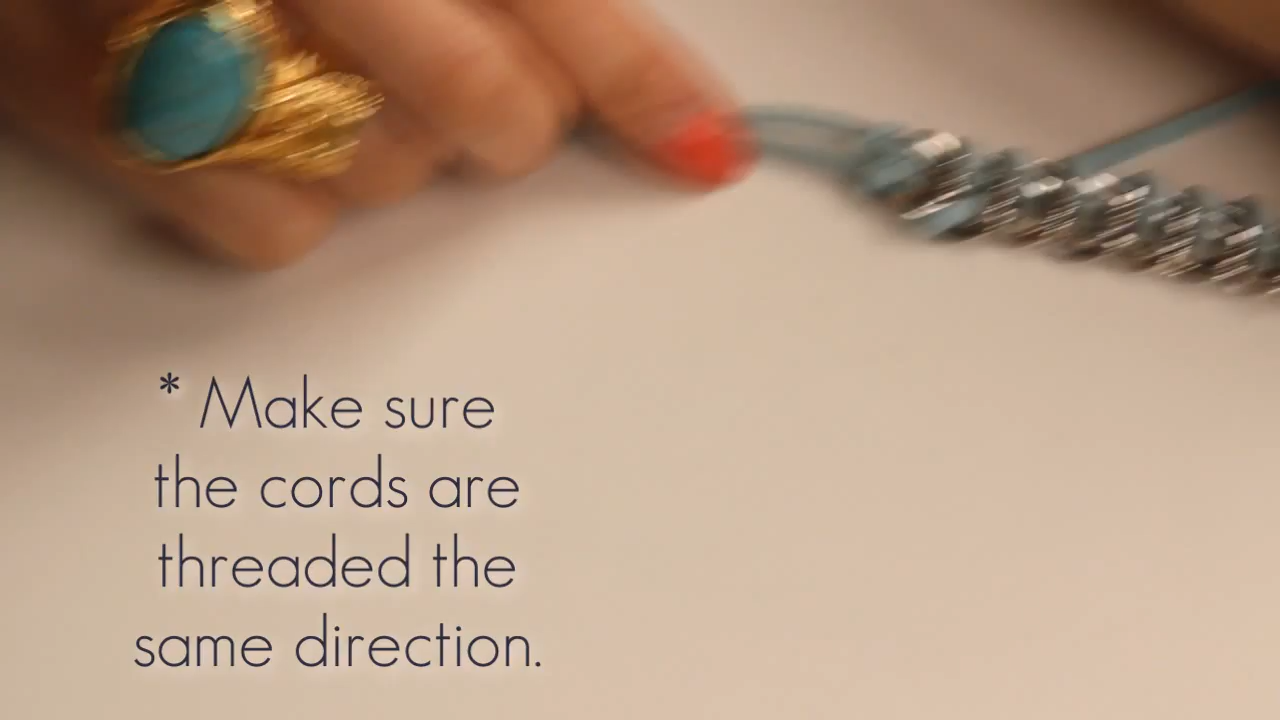 * Make sure
the cords are
threaded the
same direction.